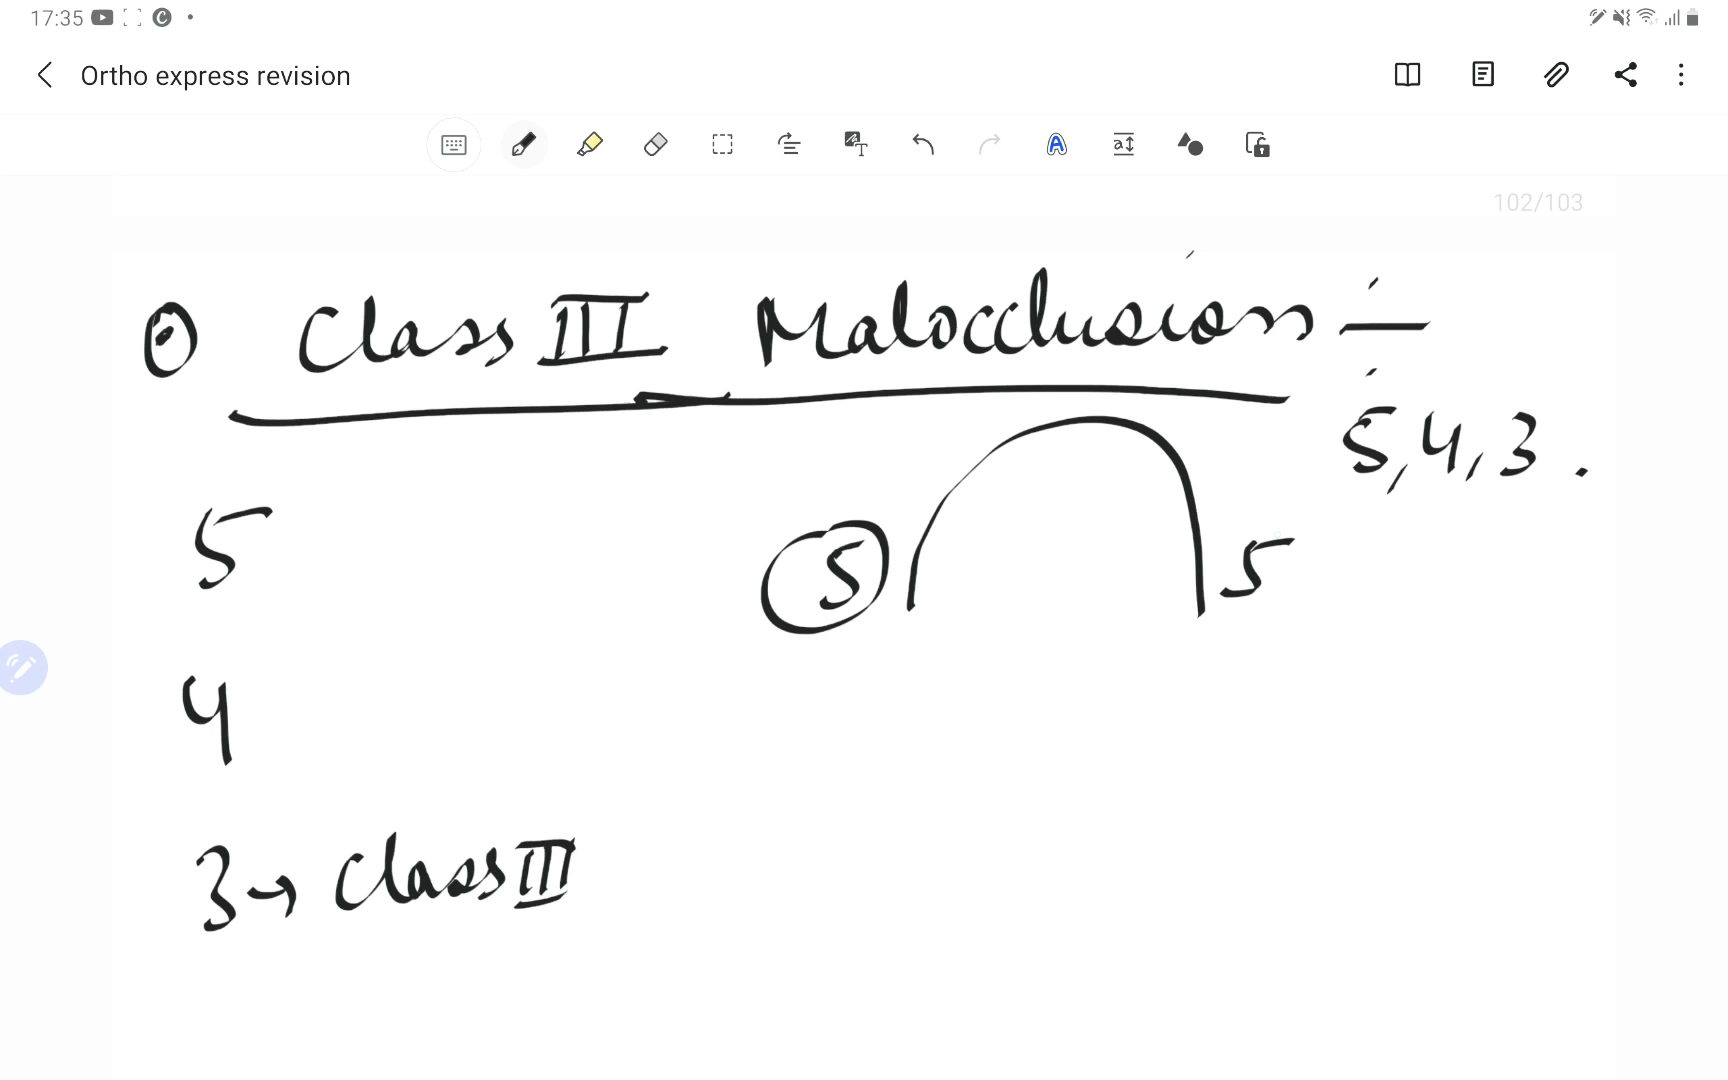 17:35
Ortho express revision
102/103
Class III Malocclusion :-
5,4,3.
5
5 5
4
3→ Class III